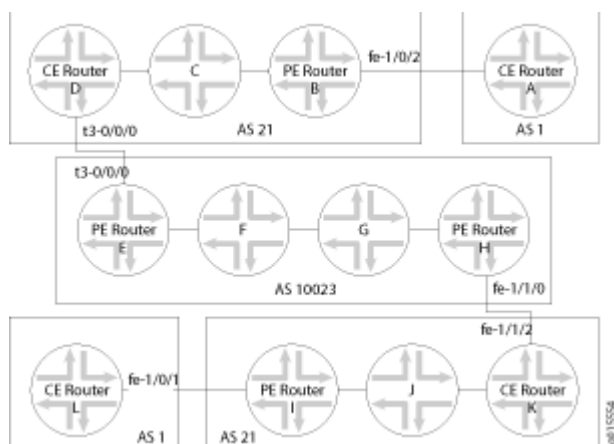 CE Router
D
C
PE Router
B
fe-1/0/2
CE Router
A
AS 21
AS 1
t3-0/0/0
t3-0/0/0
PE Router
E
F
G
PE Router
H
AS 10023
fe-1/1/0
fe-1/1/2
CE Router
L
fe-1/0/1
PE Router
I
J
CE Router
K
AS 1
AS 21
g015554